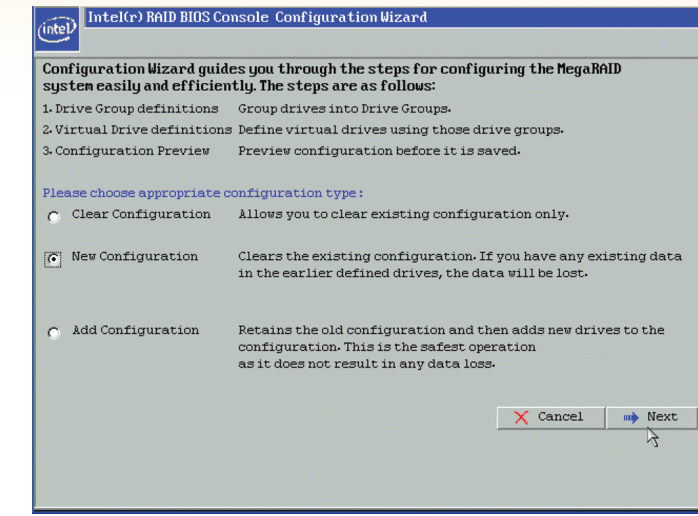 intel
Intel(r) RAID BIOS Console Configuration Wizard
Configuration Wizard guides you through the steps for configuring the MegaRAID
system easily and efficiently. The steps are as follows:
1. Drive Group definitions Group drives into Drive Groups.
2. Virtual Drive definitions Define virtual drives using those drive groups.
3. Configuration Preview Preview configuration before it is saved.
Please choose appropriate configuration type:
Clear Configuration Allows you to clear existing configuration only.
New Configuration Clears the existing configuration. If you have any existing data
in the earlier defined drives, the data will be lost.
Add Configuration Retains the old configuration and then adds new drives to the
configuration. This is the safest operation
as it does not result in any data loss.
Cancel Next